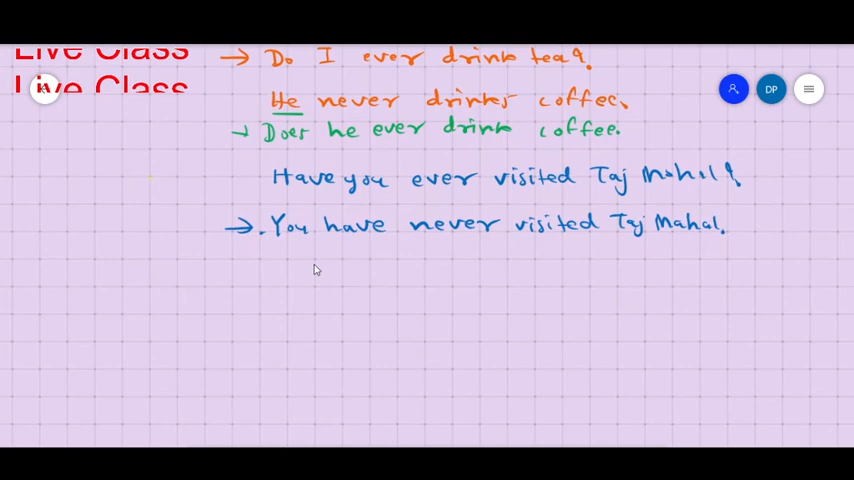 Live Class
Live Class
→ Do I ever drink tea?
He never drinks coffee.
→ Does he ever drink coffee.
DP
Have you ever visited Taj Mahal?
→ . You have never visited Taj Mahal.